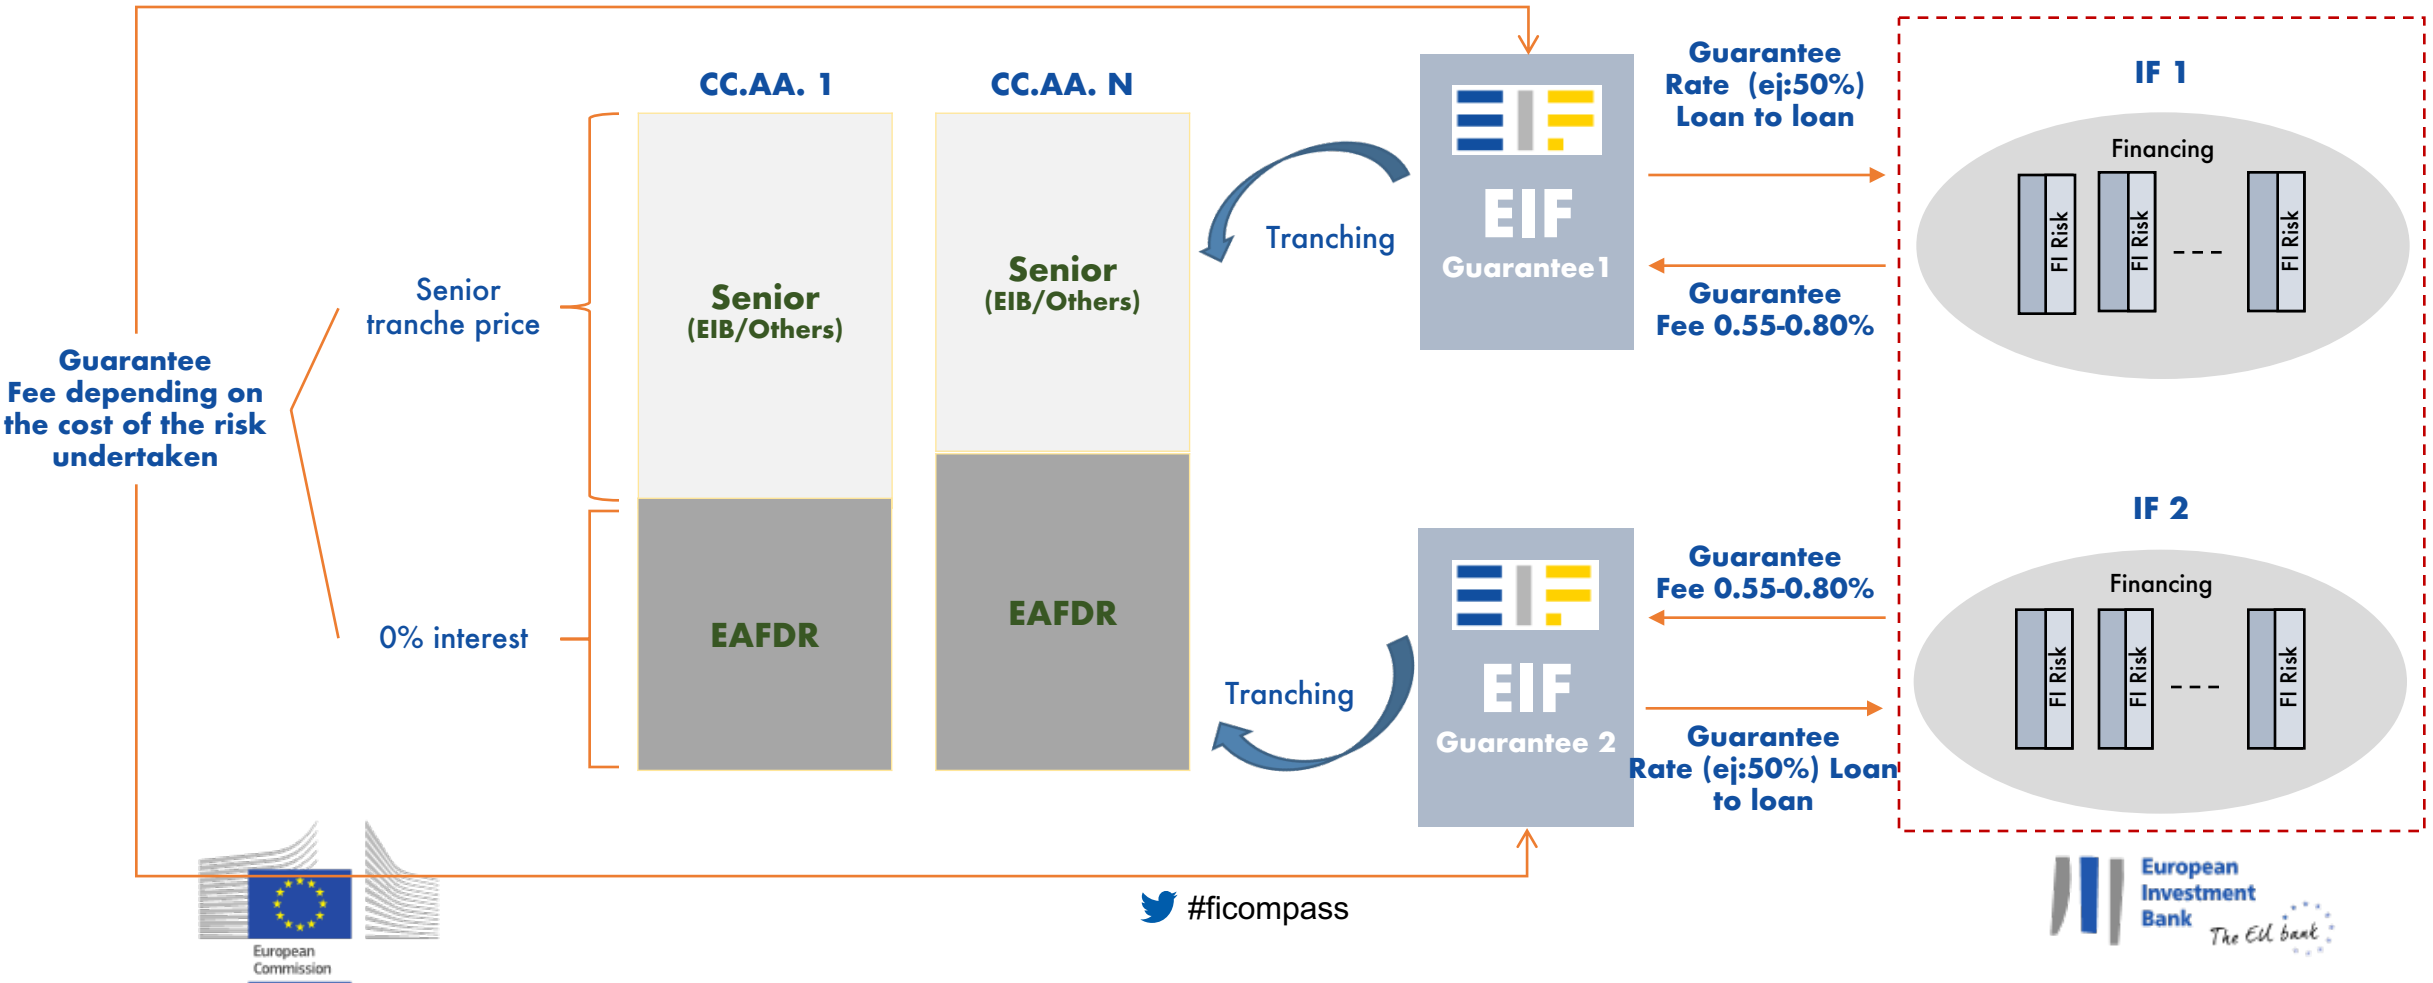 CC.AA. 1
CC.AA. N
Guarantee
Fee depending on
the cost of the risk
undertaken
Senior
tranche price
0% interest
Senior
(EIB/Others)
EAFDR
Senior
(EIB/Others)
EAFDR
Tranching
Tranching
EIF
EIF
Guarantee1
EIF
EIF
Guarantee 2
Guarantee
Rate (ej:50%)
Loan to loan
Guarantee
Fee 0.55-0.80%
Guarantee
Fee 0.55-0.80%
Guarantee
Rate (ej:50%) Loan
to loan
IF 1
Financing
FI Risk
FI Risk
FI Risk
IF 2
Financing
FI Risk
FI Risk
FI Risk
European
Commission
#ficompass
European
Investment
Bank
The EU bank